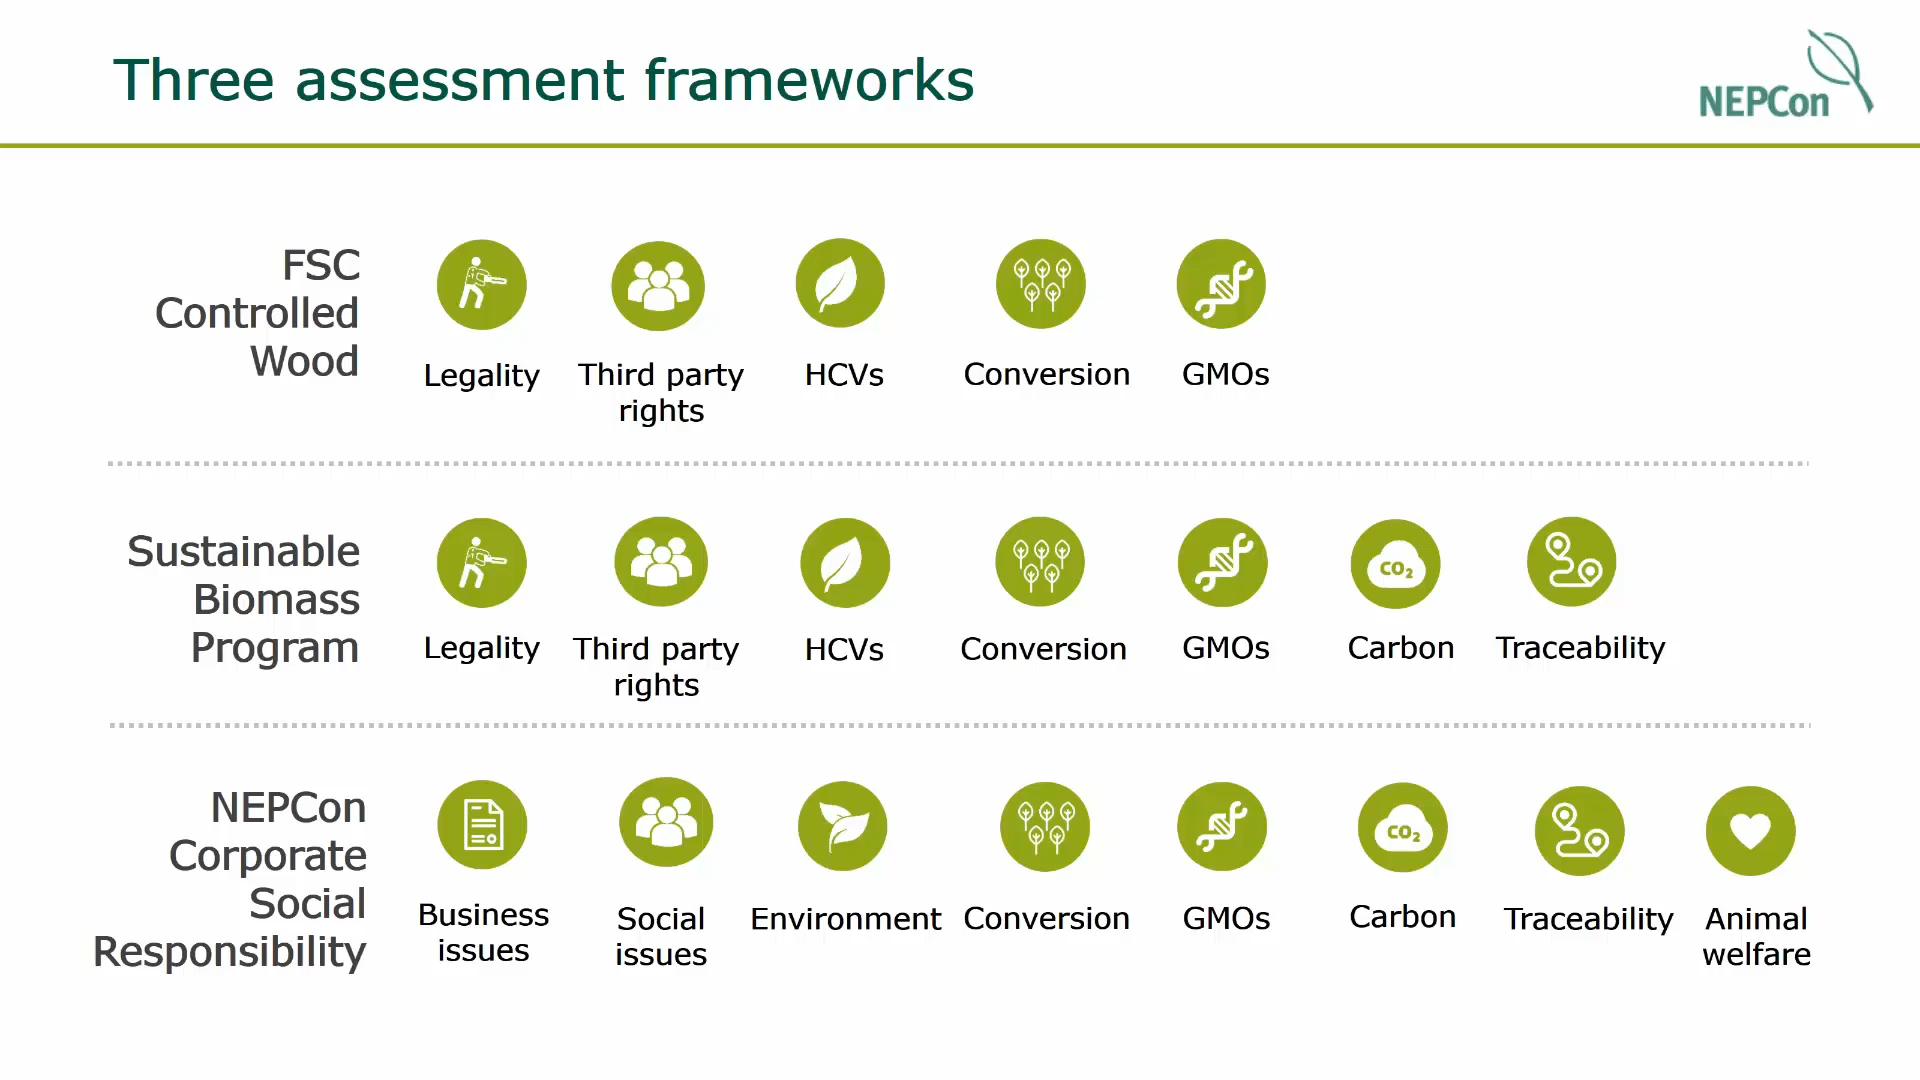 Three assessment frameworks
NEPCon
FSC
Controlled
Wood
Legality
Third party
rights
HCVs
Conversion
GMOs
Sustainable
Biomass
Program
CO₂
Legality
Third party
rights
HCVs
Conversion
GMOs
Carbon
Traceability
NEPCon
Corporate
Social
Responsibility
CO₂
Business
issues
Social
issues
Environment
Conversion
GMOs
Carbon
Traceability
Animal
welfare